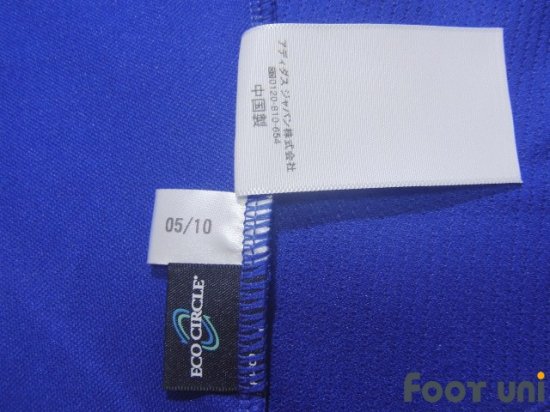 アディダス ジャパン株式会社
0120-810-654
中国製
05/10
ECO CIRCLE®
FOOT UNI